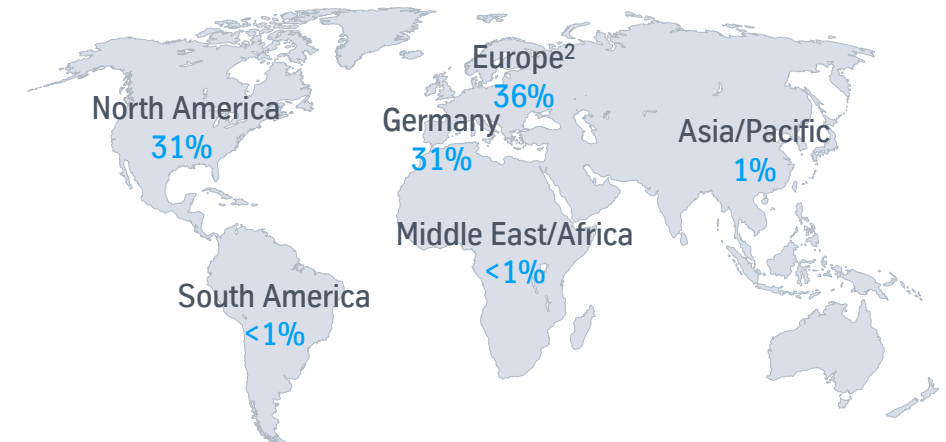 Europe²
36%
North America
31%
Germany
31%
Asia/Pacific
1%
Middle East/Africa
<1%
South America
<1%